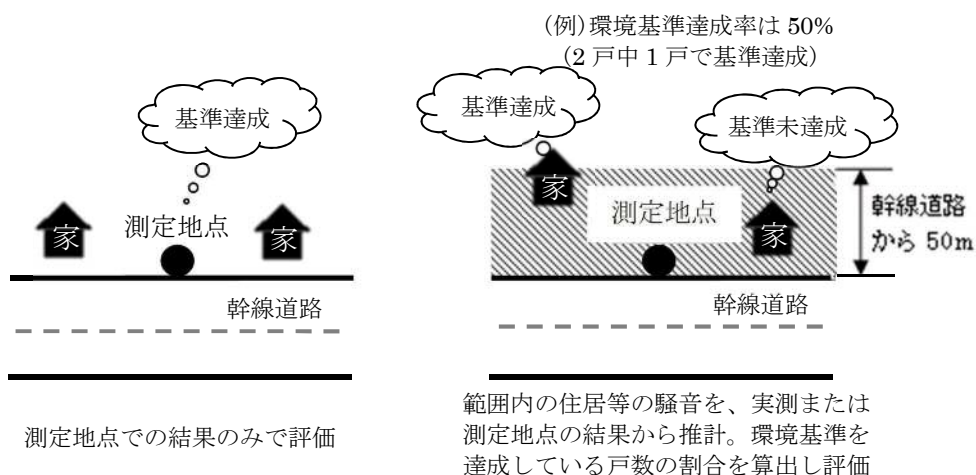 基準達成
家
測定地点
家
幹線道路
測定地点での結果のみで評価
(例)環境基準達成率は 50%
(2 戸中 1 戸で基準達成)
基準達成
基準未達成
家
測定地点
家
幹線道路
から 50m
幹線道路
範囲内の住居等の騒音を、実測または
測定地点の結果から推計。環境基準を
達成している戸数の割合を算出し評価